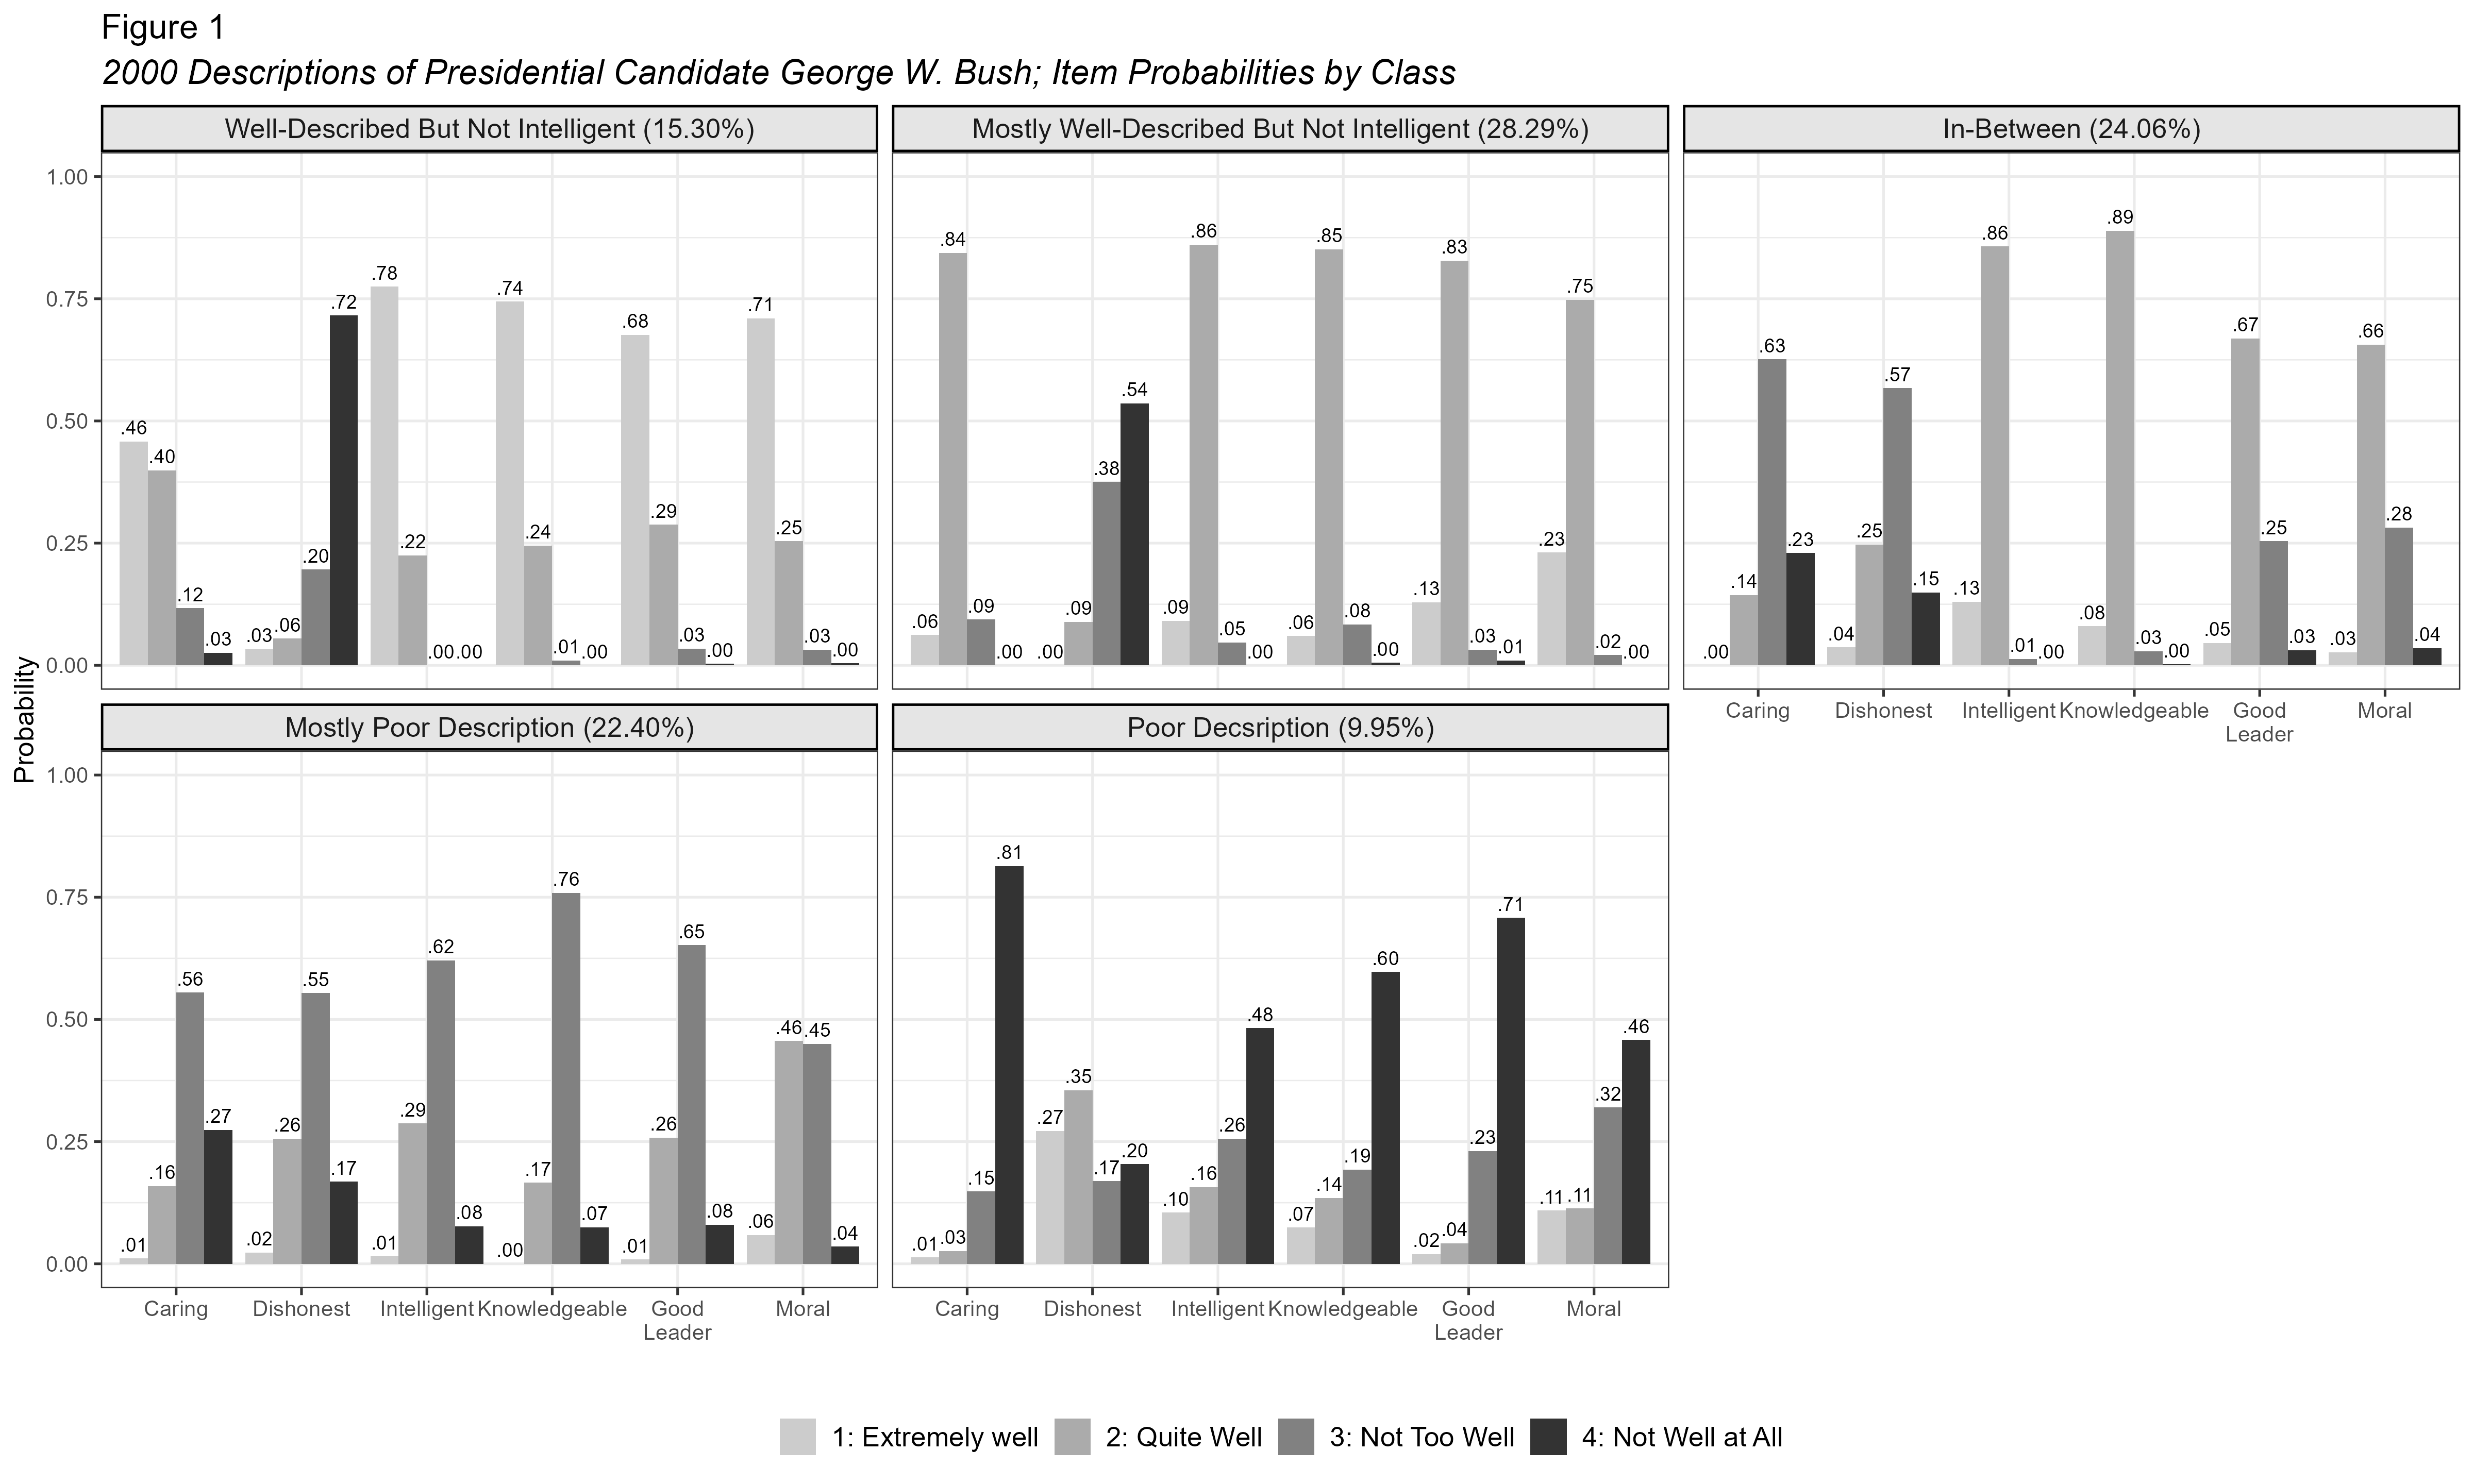 Figure 1
2000 Descriptions of Presidential Candidate George W. Bush; Item Probabilities by Class
Well-Described But Not Intelligent (15.30%)
1.00
0.75
0.50
0.25
0.00
.46 .40 .12 .03
.03 .06 .20 .72
.78 .22 .00 .00
.74 .24 .01 .00
.68 .29 .03 .00
.71 .25 .03 .00
Mostly Well-Described But Not Intelligent (28.29%)
.06 .84 .09 .00
.00 .09 .38 .54
.09 .86 .05 .00
.06 .85 .08 .00
.13 .83 .03 .01
.23 .75 .02 .00
In-Between (24.06%)
.00 .14 .63 .23
.04 .25 .57 .15
.13 .86 .01 .00
.08 .89 .03 .00
.05 .67 .25 .03
.03 .66 .28 .04
Caring Dishonest Intelligent Knowledgeable Good Moral
Leader
Probability
Mostly Poor Description (22.40%)
1.00
0.75
0.50
0.25
0.00
.01 .16 .56 .27
.02 .26 .55 .17
.01 .29 .62 .08
.00 .17 .76 .07
.01 .26 .65 .08
.06 .46 .45 .04
Caring Dishonest Intelligent Knowledgeable Good Moral
Leader
Poor Decsription (9.95%)
.01 .03 .15 .81
.27 .35 .17 .20
.10 .16 .26 .48
.07 .14 .19 .60
.02 .04 .23 .71
.11 .11 .32 .46
Caring Dishonest Intelligent Knowledgeable Good Moral
Leader
1: Extremely well 2: Quite Well 3: Not Too Well 4: Not Well at All